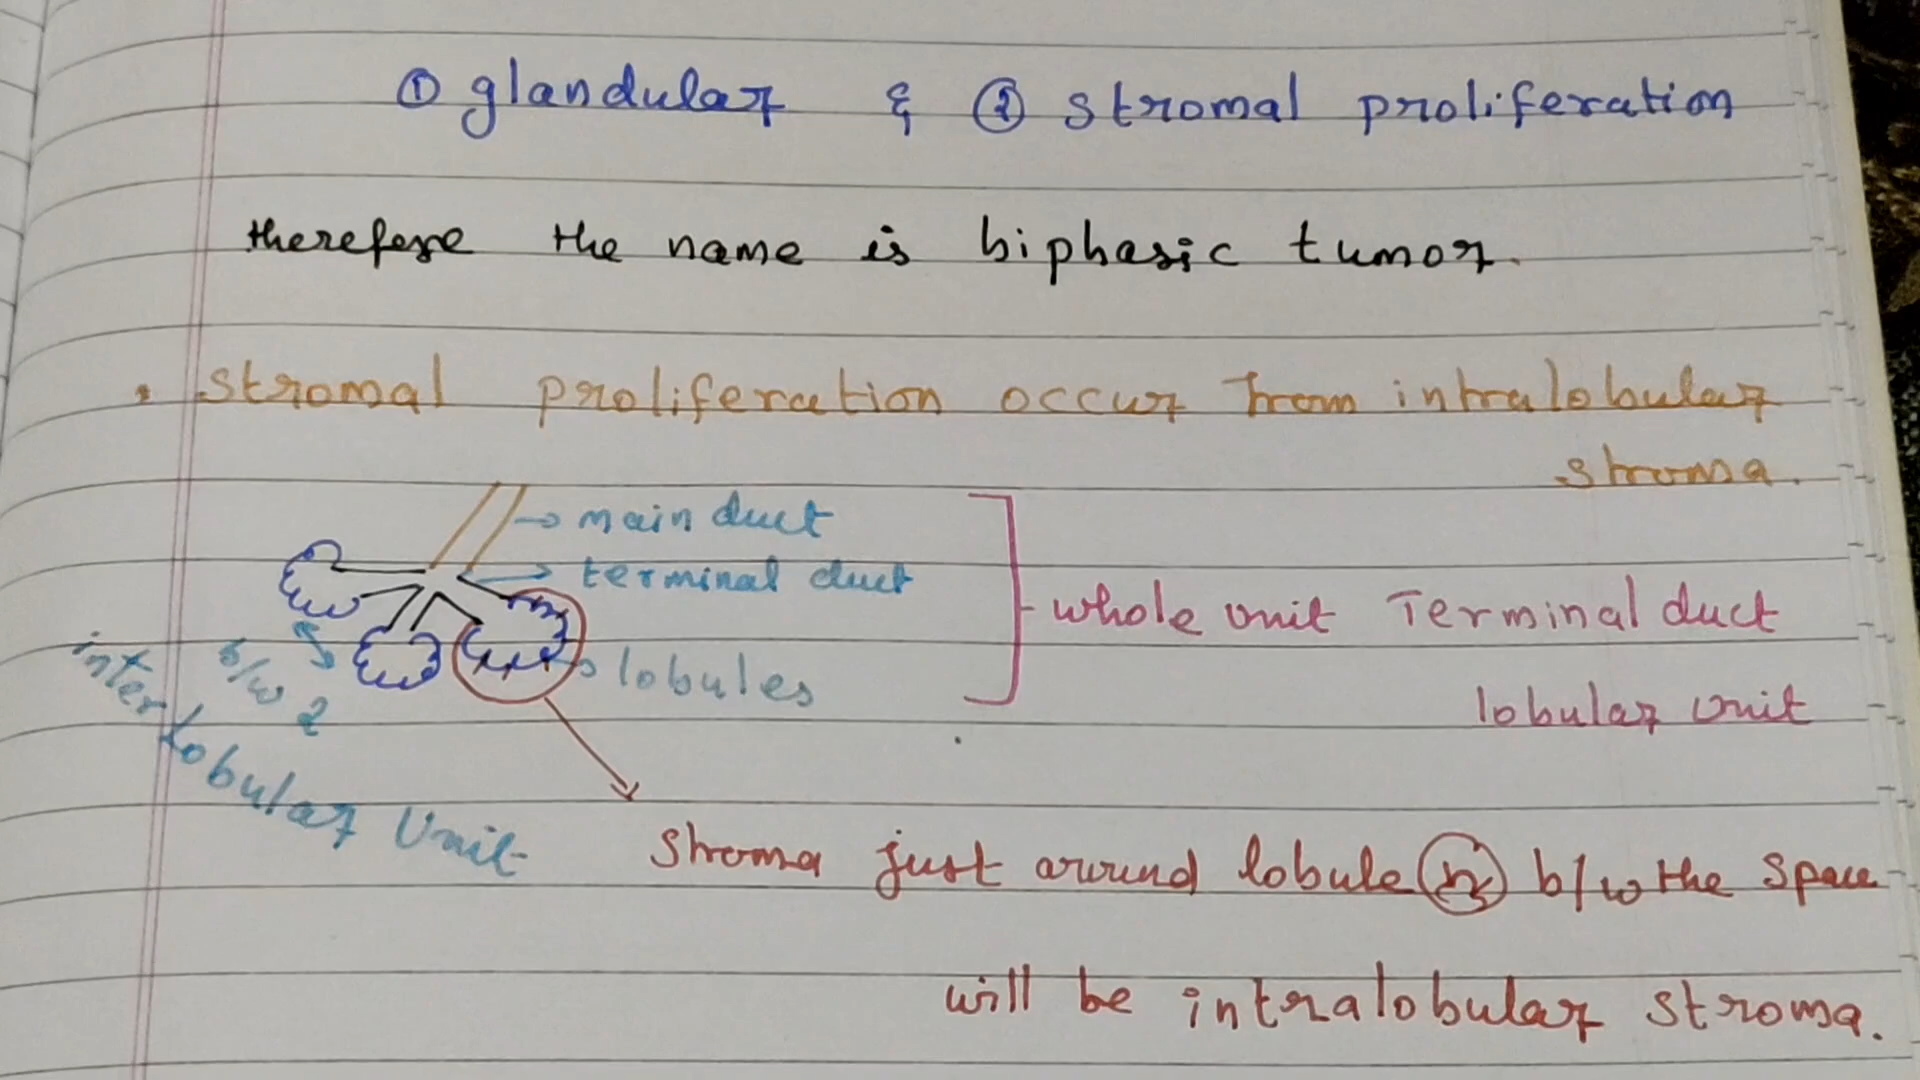 ① glandular & ② stromal proliferation
therefore the name is biphasic tumor.
• stromal proliferation occur from intralobular
stroma.
→ main duct
→ terminal duct
whole unit Terminal duct
lobular unit
→ lobules
b/w 2
interlobular Unit
Stroma just around lobule b/w the space
will be intralobular stroma.